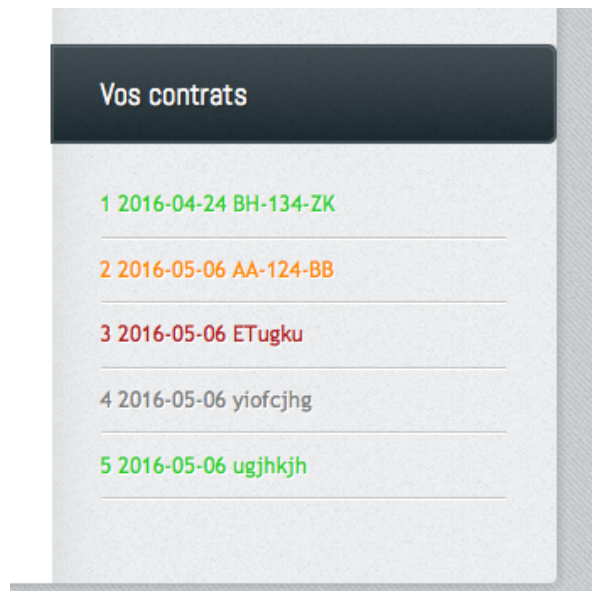 Vos contrats
1 2016-04-24 BH-134-ZK
2 2016-05-06 AA-124-BB
3 2016-05-06 ETugku
4 2016-05-06 yiofcjhg
5 2016-05-06 ugjhkjh